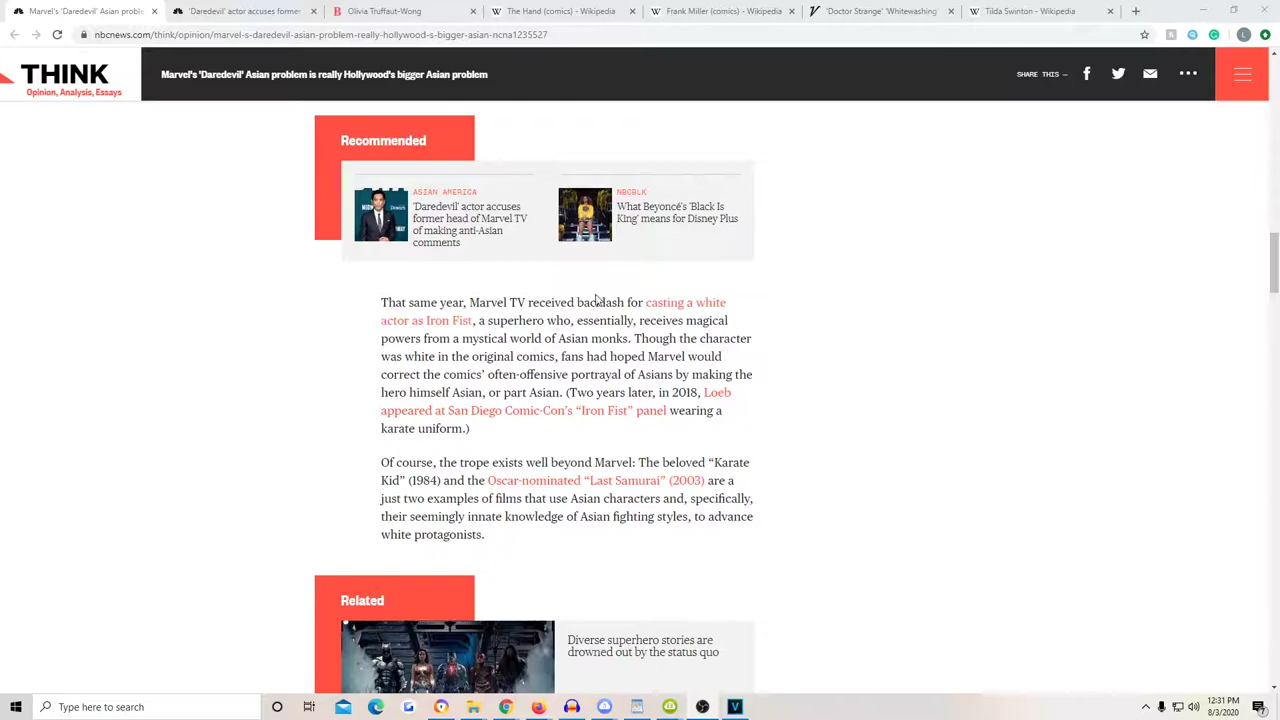 Marvel's 'Daredevil' Asian proble
'Daredevil' actor accuses former
Olivia Truffaut-Wong
The Hand (comics) - Wikipedia
Frank Miller (comics) - Wikipedia
'Doctor Strange' 'Whitewashing'
Tilda Swinton - Wikipedia
nbcnews.com/think/opinion/marvel-s-daredevil-asian-problem-really-hollywood-s-bigger-asian-problem-ncna1235527
THINK
Opinion, Analysis, Essays
Marvel's 'Daredevil' Asian problem is really Hollywood's bigger Asian problem
SHARE THIS —
Recommended
ASIAN AMERICA
'Daredevil' actor accuses
former head of Marvel TV
of making anti-Asian
comments
NBCBLK
What Beyoncé's 'Black Is
King' means for Disney Plus
That same year, Marvel TV received backlash for casting a white
actor as Iron Fist, a superhero who, essentially, receives magical
powers from a mystical world of Asian monks. Though the character
was white in the original comics, fans had hoped Marvel would
correct the comics' often-offensive portrayal of Asians by making the
hero himself Asian, or part Asian. (Two years later, in 2018, Loeb
appeared at San Diego Comic-Con's “Iron Fist” panel wearing a
karate uniform.)
Of course, the trope exists well beyond Marvel: The beloved “Karate
Kid” (1984) and the Oscar-nominated “Last Samurai” (2003) are a
just two examples of films that use Asian characters and, specifically,
their seemingly innate knowledge of Asian fighting styles, to advance
white protagonists.
Related
Diverse superhero stories are
drowned out by the status quo
Type here to search
12:31 PM
8/3/2020